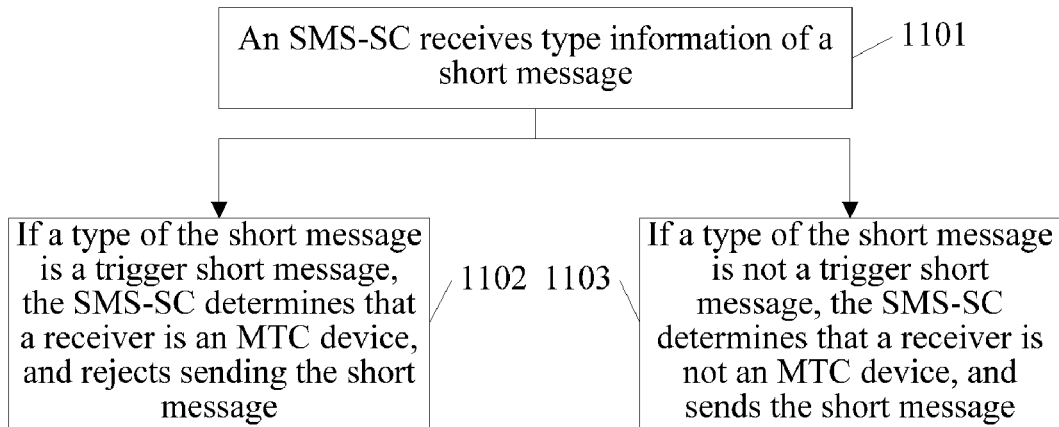 An SMS-SC receives type information of a
short message
1101
If a type of the short message
is a trigger short message,
the SMS-SC determines that
a receiver is an MTC device,
and rejects sending the short
message
1102
1103
If a type of the short message
is not a trigger short
message, the SMS-SC
determines that a receiver is
not an MTC device, and
sends the short message